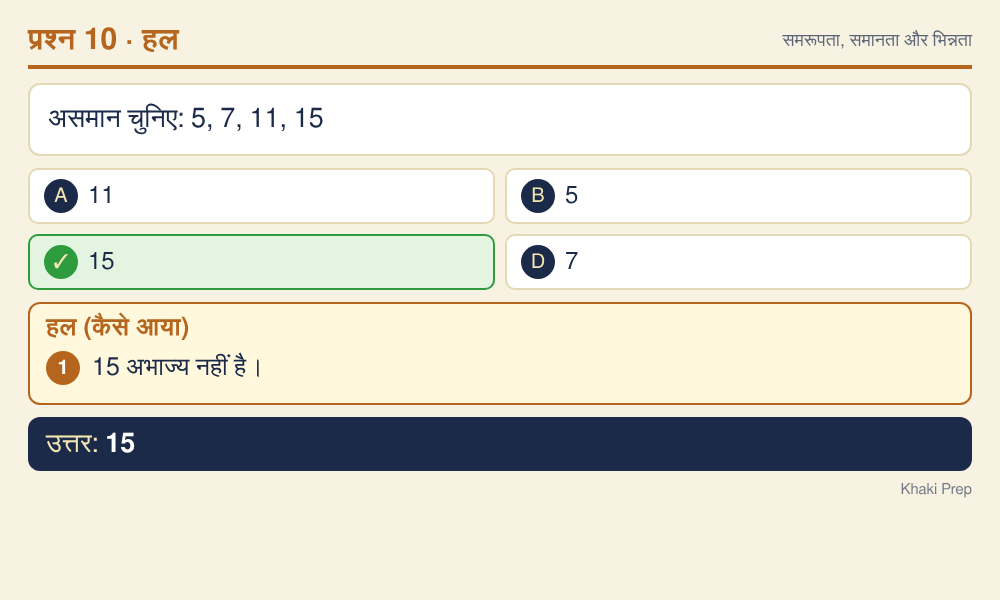 प्रश्न 10 · हल
समरूपता, समानता और भिन्नता
असमान चुनिए: 5, 7, 11, 15
A 11
B 5
✓ 15
D 7
हल (कैसे आया)
1 15 अभाज्य नहीं है।
उत्तर: 15
Khaki Prep